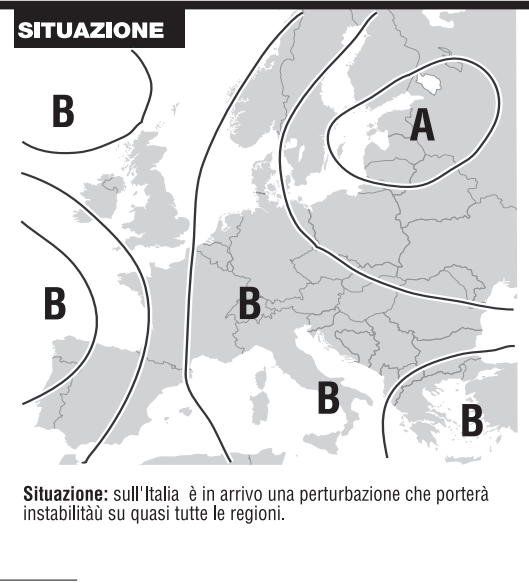 SITUAZIONE
B
A
B
B
B
B
Situazione: sull'Italia è in arrivo una perturbazione che porterà
instabilitàù su quasi tutte le regioni.